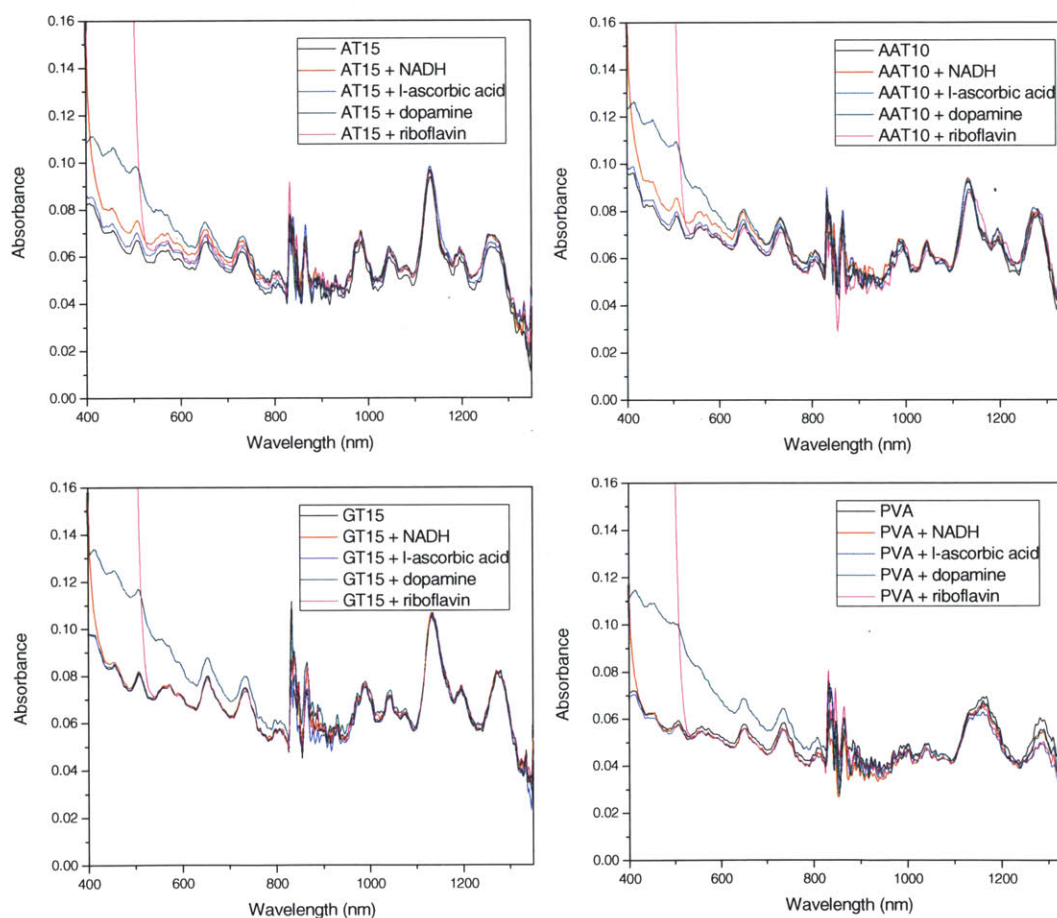 0.16
0.14
0.12
0.10
0.08
0.06
0.04
0.02
0.00
Absorbance
AT15
AT15 + NADH
AT15 + l-ascorbic acid
AT15 + dopamine
AT15 + riboflavin
400 600 800 1000 1200
Wavelength (nm)
0.16
0.14
0.12
0.10
0.08
0.06
0.04
0.02
0.00
Absorbance
AAT10
AAT10 + NADH
AAT10 + l-ascorbic acid
AAT10 + dopamine
AAT10 + riboflavin
400 600 800 1000 1200
Wavelength (nm)
0.16
0.14
0.12
0.10
0.08
0.06
0.04
0.02
0.00
Absorbance
GT15
GT15 + NADH
GT15 + l-ascorbic acid
GT15 + dopamine
GT15 + riboflavin
400 600 800 1000 1200
Wavelength (nm)
0.16
0.14
0.12
0.10
0.08
0.06
0.04
0.02
0.00
Absorbance
PVA
PVA + NADH
PVA + l-ascorbic acid
PVA + dopamine
PVA + riboflavin
400 600 800 1000 1200
Wavelength (nm)